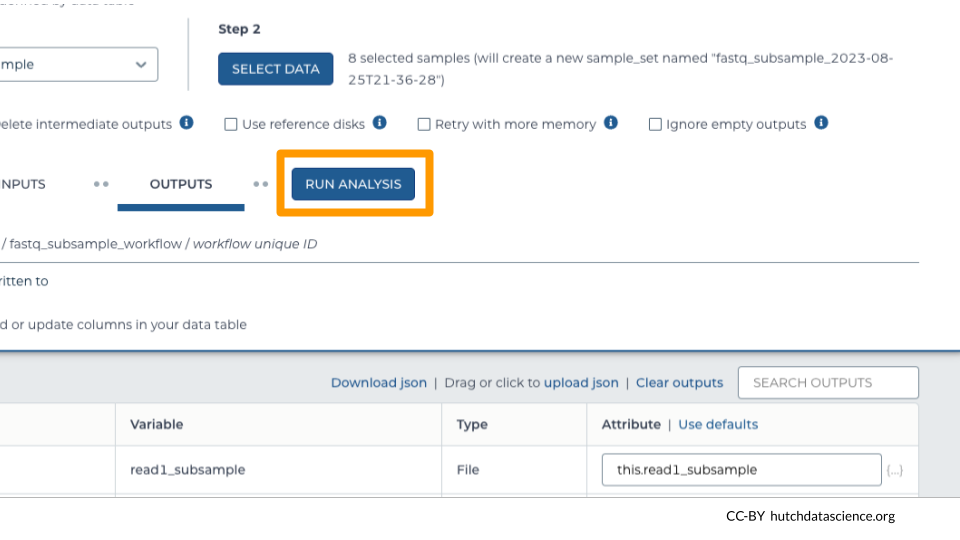 Step 2
mple
SELECT DATA
8 selected samples (will create a new sample_set named "fastq_subsample_2023-08-
25T21-36-28")
elete intermediate outputs
Use reference disks
Retry with more memory
Ignore empty outputs
NPUTS
OUTPUTS
RUN ANALYSIS
/ fastq_subsample_workflow / workflow unique ID
ritten to
d or update columns in your data table
Download json | Drag or click to upload json | Clear outputs
SEARCH OUTPUTS
Variable
Type
Attribute | Use defaults
read1_subsample
File
this.read1_subsample
{...}
CC-BY hutchdatascience.org